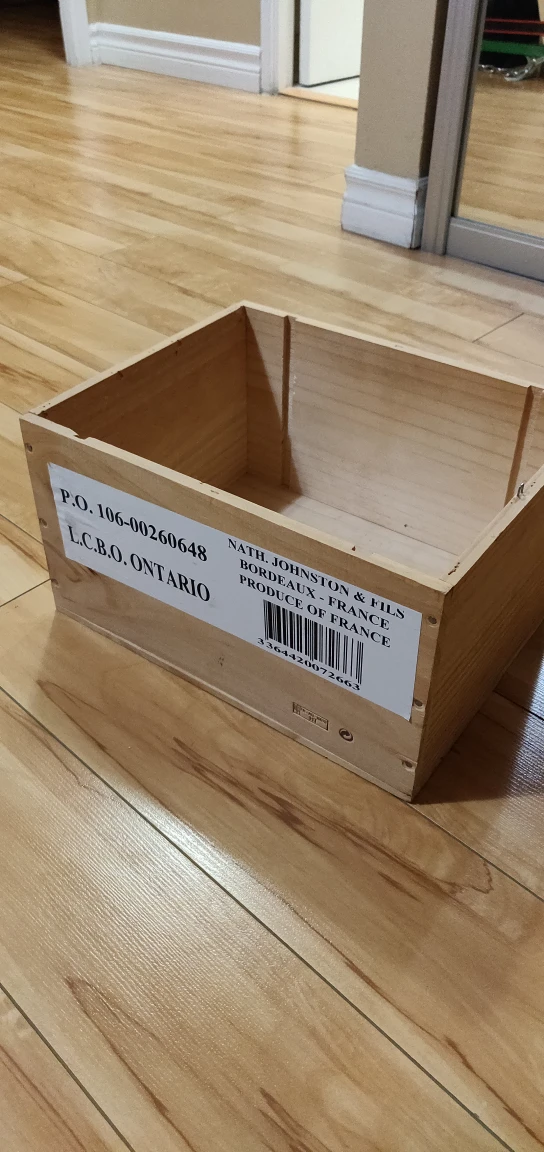 P.O. 106-00260648
L.C.B.O. ONTARIO
NATH. JOHNSTON & FILS
BORDEAUX - FRANCE
PRODUCE OF FRANCE
3364420072663